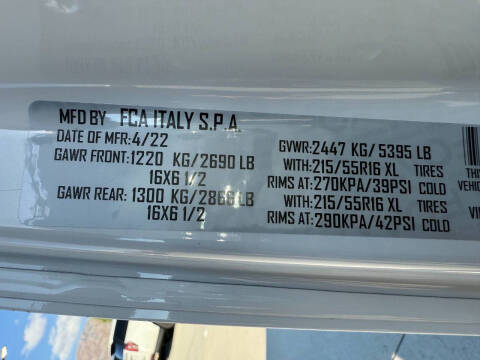 MFD BY FCA ITALY S.P.A.
DATE OF MFR: 4/22 GVWR: 2447 KG/5395 LB
GAWR FRONT: 1220 KG/2690 LB WITH: 215/55R16 XL TIRES
16X6 1/2 RIMS AT: 270KPA/39PSI COLD
GAWR REAR: 1300 KG/2866 LB WITH: 215/55R16 XL TIRES
16X6 1/2 RIMS AT: 290KPA/42PSI COLD